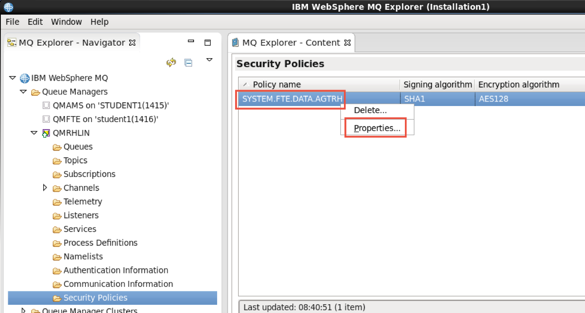 IBM WebSphere MQ Explorer (Installation1)
File Edit Window Help
MQ Explorer - Navigator
IBM WebSphere MQ
Queue Managers
QMAMS on 'STUDENT1(1415)'
QMFTE on 'student1(1416)'
QMRHLIN
Queues
Topics
Subscriptions
Channels
Telemetry
Listeners
Services
Process Definitions
Namelists
Authentication Information
Communication Information
Security Policies
Queue Manager Clusters
MQ Explorer - Content
Security Policies
Policy name Signing algorithm Encryption algorithm
SYSTEM.FTE.DATA.AGTRH SHA1 AES128
Delete...
Properties...
Last updated: 08:40:51 (1 item)